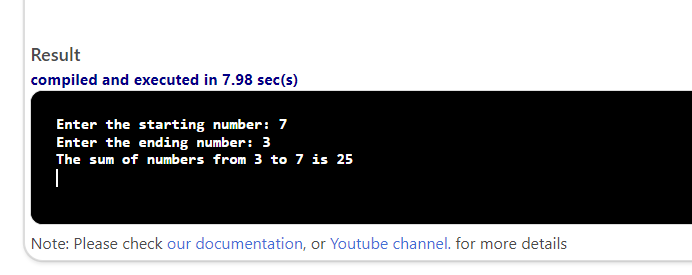 Result
compiled and executed in 7.98 sec(s)
Enter the starting number: 7
Enter the ending number: 3
The sum of numbers from 3 to 7 is 25
Note: Please check our documentation, or Youtube channel. for more details